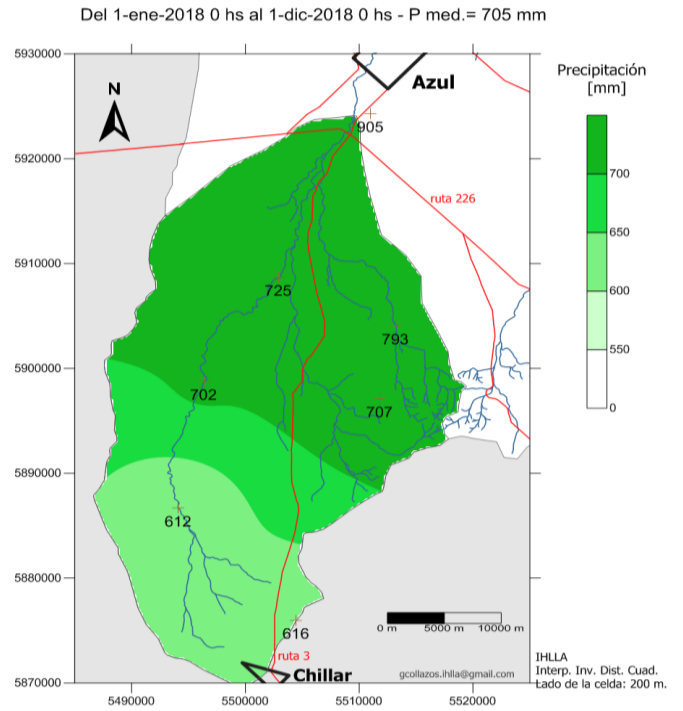 Del 1-ene-2018 0 hs al 1-dic-2018 0 hs - P med.= 705 mm
5930000
N
Azul
Precipitación
[mm]
905
5920000
700
ruta 226
650
5910000
725
600
793
550
5900000
702
707
0
5890000
612
5880000
0 m 5000 m 10000 m
616
ruta 3
IHLLA
Interp. Inv. Dist. Cuad.
Lado de la celda: 200 m.
Chillar
gcollazos.ihlla@gmail.com
5870000
5490000 5500000 5510000 5520000